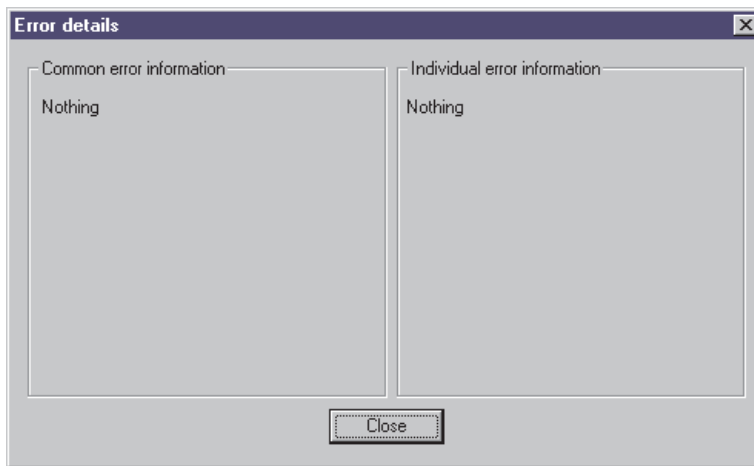 Error details
Common error information
Nothing
Individual error information
Nothing
Close